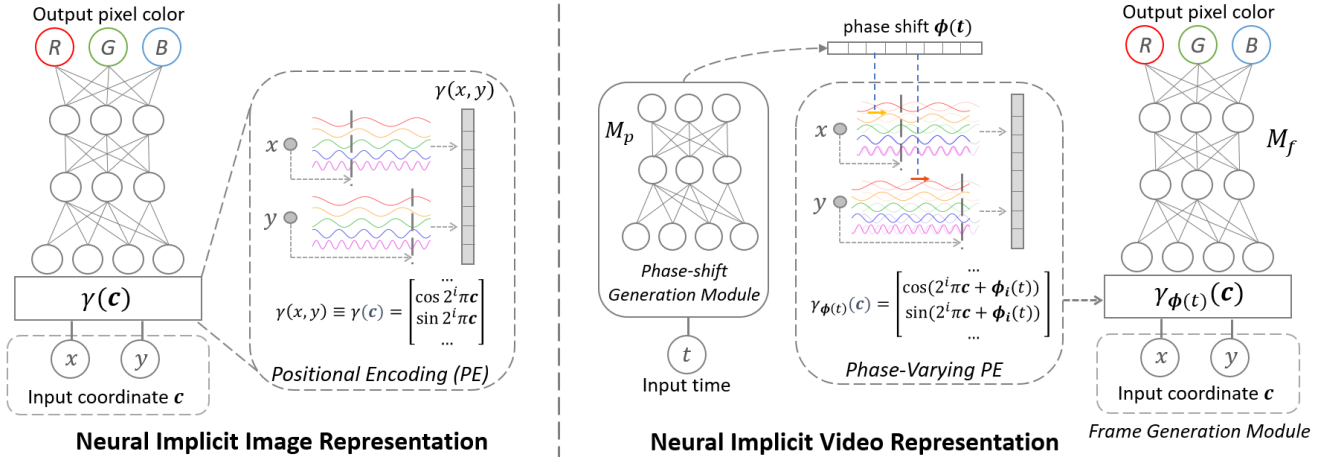 Output pixel color
R G B
γ(c)
x y
Input coordinate c
γ(x, y)
x
y
γ(x, y) ≡ γ(c) = [ ... cos 2^i πc sin 2^i πc ... ]
Positional Encoding (PE)
Neural Implicit Image Representation
phase shift ϕ(t)
M_p
Phase-shift
Generation Module
t
Input time
x
y
γ_ϕ(t)(c) = [ ... cos(2^i πc + ϕ_i(t)) sin(2^i πc + ϕ_i(t)) ... ]
Phase-Varying PE
Output pixel color
R G B
M_f
γ_ϕ(t)(c)
x y
Input coordinate c
Frame Generation Module
Neural Implicit Video Representation